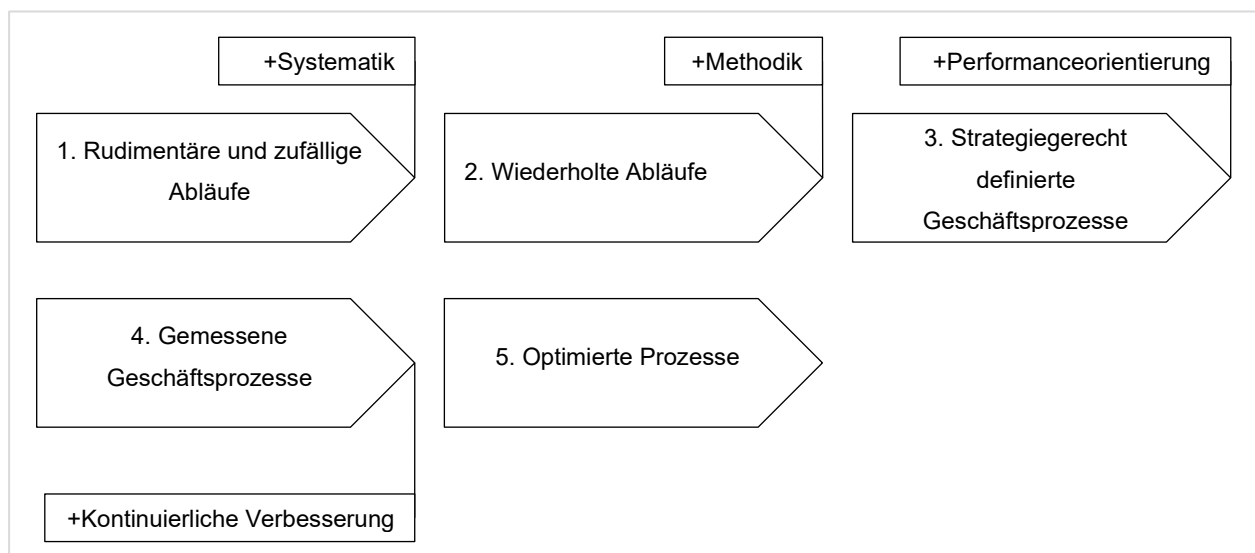 +Systematik
+Methodik
+Performanceorientierung
1. Rudimentäre und zufällige
Abläufe
2. Wiederholte Abläufe
3. Strategiegerecht
definierte
Geschäftsprozesse
4. Gemessene
Geschäftsprozesse
5. Optimierte Prozesse
+Kontinuierliche Verbesserung